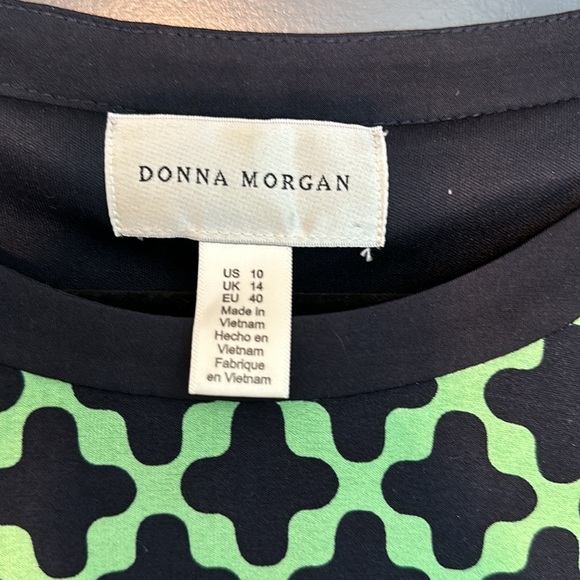 DONNA MORGAN
US 10
UK 14
EU 40
Made in
Vietnam
Hecho en
Vietnam
Fabrique
en Vietnam